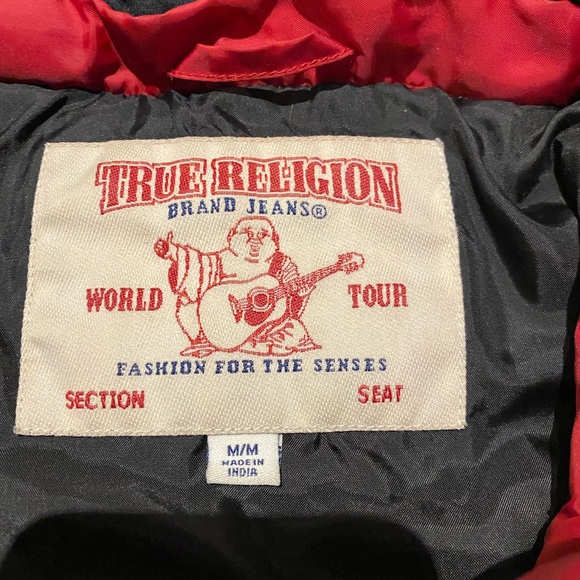 TRUE RELIGION
BRAND JEANS®
WORLD TOUR
FASHION FOR THE SENSES
SECTION SEAT
M/M
MADE IN
INDIA